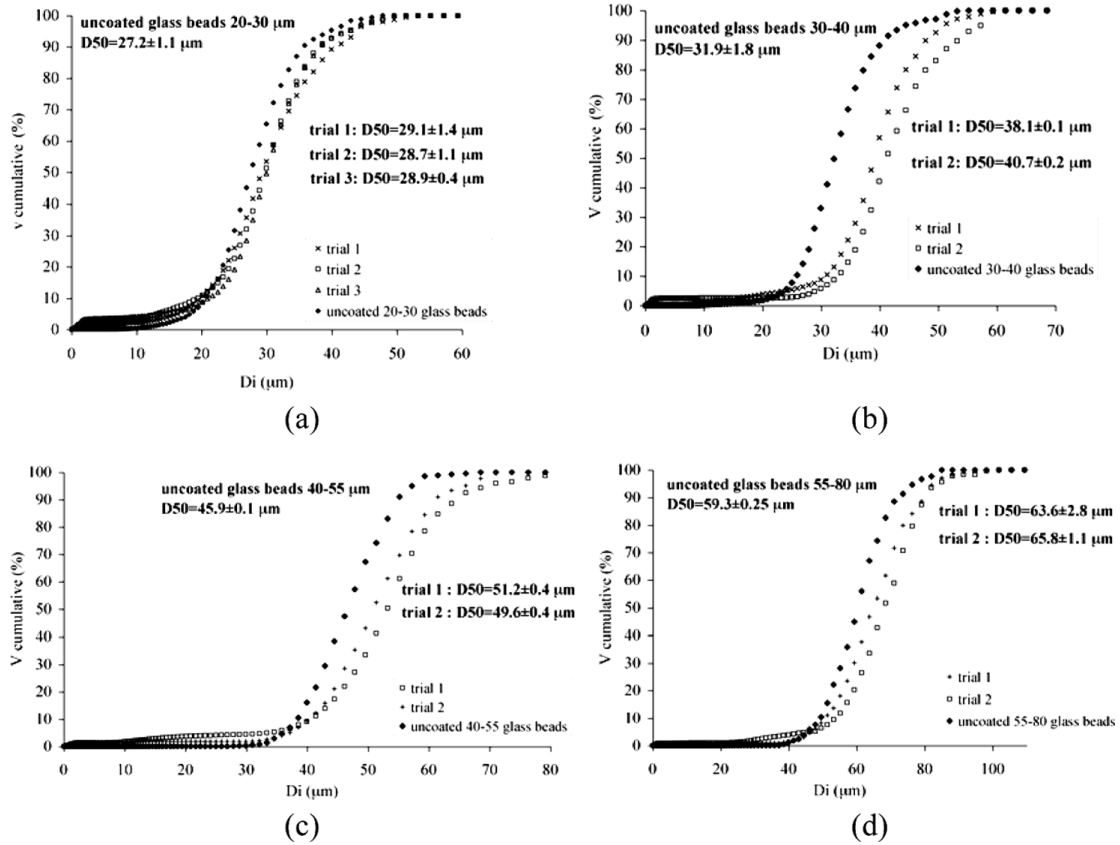 uncoated glass beads 20-30 µm
D50=27.2±1.1 µm
100
90
80
70
60
50
40
30
20
10
0
v cumulative (%)
trial 1: D50=29.1±1.4 µm
trial 2: D50=28.7±1.1 µm
trial 3: D50=28.9±0.4 µm
trial 1
trial 2
trial 3
uncoated 20-30 glass beads
0 10 20 30 40 50 60
Di (µm)
(a)
uncoated glass beads 30-40 µm
D50=31.9±1.8 µm
100
90
80
70
60
50
40
30
20
10
0
V cumulative (%)
trial 1: D50=38.1±0.1 µm
trial 2: D50=40.7±0.2 µm
trial 1
trial 2
uncoated 30-40 glass beads
0 10 20 30 40 50 60 70
Di (µm)
(b)
uncoated glass beads 40-55 µm
D50=45.9±0.1 µm
100
90
80
70
60
50
40
30
20
10
0
V cumulative (%)
trial 1 : D50=51.2±0.4 µm
trial 2 : D50=49.6±0.4 µm
trial 1
trial 2
uncoated 40-55 glass beads
0 10 20 30 40 50 60 70 80
Di (µm)
(c)
uncoated glass beads 55-80 µm
D50=59.3±0.25 µm
100
90
80
70
60
50
40
30
20
10
0
V cumulative (%)
trial 1 : D50=63.6±2.8 µm
trial 2 : D50=65.8±1.1 µm
trial 1
trial 2
uncoated 55-80 glass beads
0 20 40 60 80 100
Di (µm)
(d)